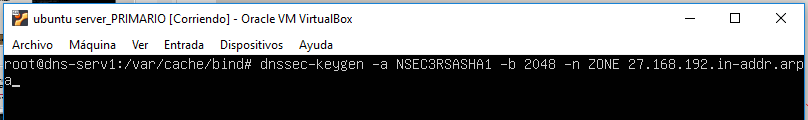 ubuntu server_PRIMARIO [Corriendo] - Oracle VM VirtualBox
Archivo Máquina Ver Entrada Dispositivos Ayuda
root@dns-serv1:/var/cache/bind# dnssec-keygen -a NSEC3RSASHA1 -b 2048 -n ZONE 27.168.192.in-addr.arp
a_